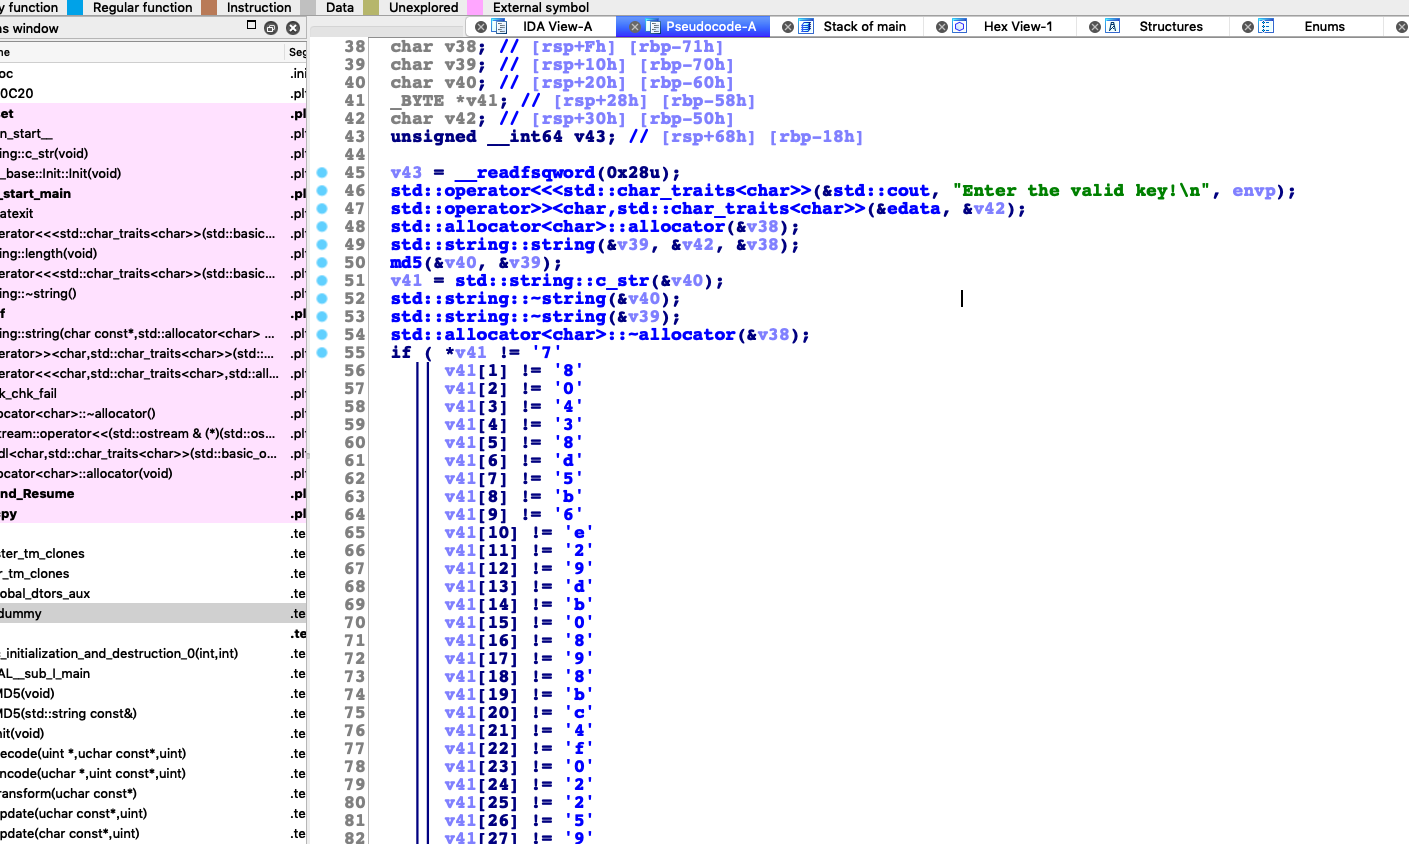 y function Regular function Instruction Data Unexplored External symbol
ns window
IDA View-A Pseudocode-A Stack of main Hex View-1 Structures Enums
ne Seg
oc .ini
0C20 .pl
et .pl
n_start__ .pl
ing::c_str(void) .pl
_base::Init::Init(void) .pl
_start_main .pl
atexit .pl
erator<<<std::char_traits<char>>(std::basic... .pl
ing::length(void) .pl
erator<<<std::char_traits<char>>(std::basic... .pl
ing::~string() .pl
f .pl
ing::string(char const*,std::allocator<char> ... .pl
erator>><char,std::char_traits<char>>(std::... .pl
erator<<<char,std::char_traits<char>,std::all... .pl
k_chk_fail .pl
ocator<char>::~allocator() .pl
tream::operator<<(std::ostream & (*)(std::os... .pl
dl<char,std::char_traits<char>>(std::basic_o... .pl
ocator<char>::allocator(void) .pl
nd_Resume .pl
py .pl
.te
ster_tm_clones .te
r_tm_clones .te
obal_dtors_aux .te
dummy .te
.te
c_initialization_and_destruction_0(int,int) .te
AL__sub_I_main .te
MD5(void) .te
MD5(std::string const&) .te
nit(void) .te
ecode(uint *,uchar const*,uint) .te
ncode(uchar *,uint const*,uint) .te
ransform(uchar const*) .te
pdate(uchar const*,uint) .te
pdate(char const*,uint) .te
38 char v38; // [rsp+Fh] [rbp-71h]
39 char v39; // [rsp+10h] [rbp-70h]
40 char v40; // [rsp+20h] [rbp-60h]
41 _BYTE *v41; // [rsp+28h] [rbp-58h]
42 char v42; // [rsp+30h] [rbp-50h]
43 unsigned __int64 v43; // [rsp+68h] [rbp-18h]
44
45 v43 = __readfsqword(0x28u);
46 std::operator<<<std::char_traits<char>>(&std::cout, "Enter the valid key!\n", envp);
47 std::operator>><char,std::char_traits<char>>(&edata, &v42);
48 std::allocator<char>::allocator(&v38);
49 std::string::string(&v39, &v42, &v38);
50 md5(&v40, &v39);
51 v41 = std::string::c_str(&v40);
52 std::string::~string(&v40);
53 std::string::~string(&v39);
54 std::allocator<char>::~allocator(&v38);
55 if ( *v41 != '7'
56 || v41[1] != '8'
57 || v41[2] != '0'
58 || v41[3] != '4'
59 || v41[4] != '3'
60 || v41[5] != '8'
61 || v41[6] != 'd'
62 || v41[7] != '5'
63 || v41[8] != 'b'
64 || v41[9] != '6'
65 || v41[10] != 'e'
66 || v41[11] != '2'
67 || v41[12] != '9'
68 || v41[13] != 'd'
69 || v41[14] != 'b'
70 || v41[15] != '0'
71 || v41[16] != '8'
72 || v41[17] != '9'
73 || v41[18] != '8'
74 || v41[19] != 'b'
75 || v41[20] != 'c'
76 || v41[21] != '4'
77 || v41[22] != 'f'
78 || v41[23] != '0'
79 || v41[24] != '2'
80 || v41[25] != '2'
81 || v41[26] != '5'
82 || v41[27] != '9'